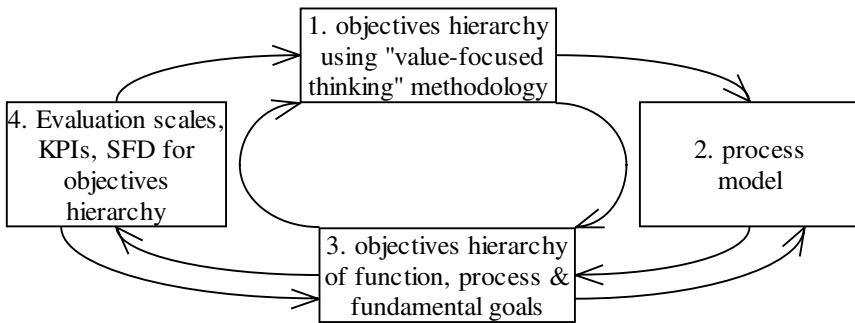 1. objectives hierarchy
using "value-focused
thinking" methodology
4. Evaluation scales,
KPIs, SFD for
objectives
hierarchy
2. process
model
3. objectives hierarchy
of function, process &
fundamental goals